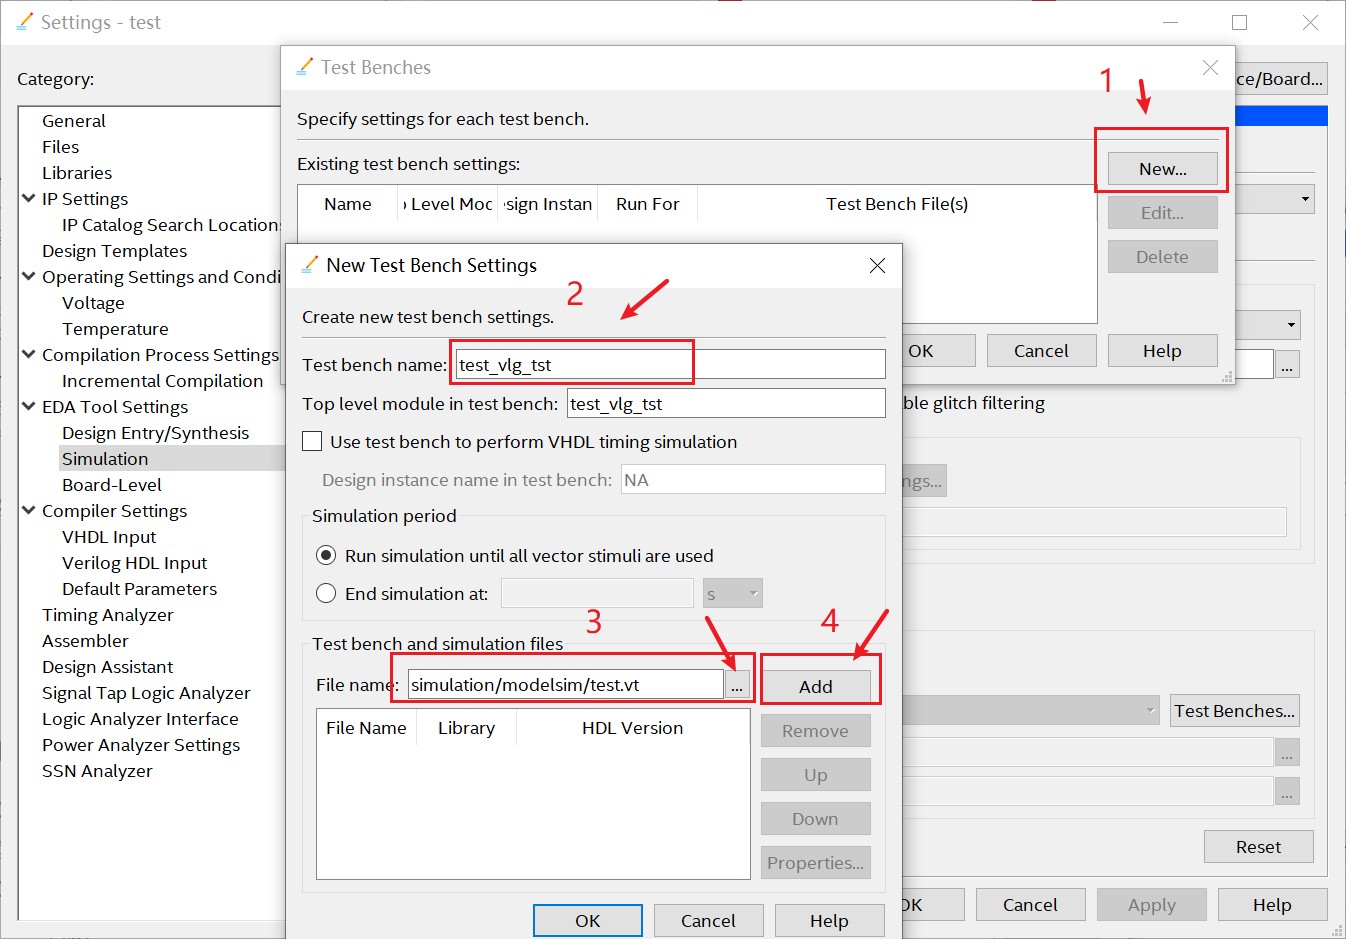 Settings - test
Test Benches
1
Category:
ce/Board...
Specify settings for each test bench.
General
Files
Libraries
IP Settings
IP Catalog Search Locations
Design Templates
Operating Settings and Condi
Voltage
Temperature
Compilation Process Settings
Incremental Compilation
EDA Tool Settings
Design Entry/Synthesis
Simulation
Board-Level
Compiler Settings
VHDL Input
Verilog HDL Input
Default Parameters
Timing Analyzer
Assembler
Design Assistant
Signal Tap Logic Analyzer
Logic Analyzer Interface
Power Analyzer Settings
SSN Analyzer
Existing test bench settings:
New...
Name
Level Mod
sign Instan
Run For
Test Bench File(s)
Edit...
Delete
OK
Cancel
Help
...
New Test Bench Settings
2
Create new test bench settings.
Test bench name: test_vlg_tst
Top level module in test bench: test_vlg_tst
Use test bench to perform VHDL timing simulation
Design instance name in test bench: NA
Simulation period
Run simulation until all vector stimuli are used
End simulation at:
s
3
4
Test bench and simulation files
File name: simulation/modelsim/test.vt
...
Add
File Name
Library
HDL Version
Remove
Up
Down
Properties...
OK
Cancel
Help
ble glitch filtering
ngs...
Test Benches...
...
...
Reset
OK
Cancel
Apply
Help